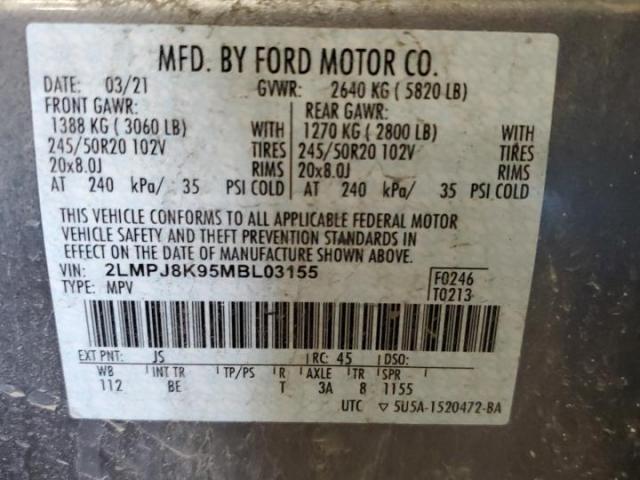 MFD. BY FORD MOTOR CO.
DATE: 03/21 GVWR: 2640 KG ( 5820 LB)
FRONT GAWR: REAR GAWR:
1388 KG ( 3060 LB) WITH 1270 KG ( 2800 LB) WITH
245/50R20 102V TIRES 245/50R20 102V TIRES
20x8.0J RIMS 20x8.0J RIMS
AT 240 kPa/ 35 PSI COLD AT 240 kPa/ 35 PSI COLD
THIS VEHICLE CONFORMS TO ALL APPLICABLE FEDERAL MOTOR
VEHICLE SAFETY AND THEFT PREVENTION STANDARDS IN
EFFECT ON THE DATE OF MANUFACTURE SHOWN ABOVE.
VIN: 2LMPJ8K95MBL03155 F0246
TYPE: MPV T0213
EXT PNT: JS RC: 45 DSO:
WB INT TR TP/PS R AXLE TR SPR
112 BE T 3A 8 1155
UTC ▽ 5U5A-1520472-BA